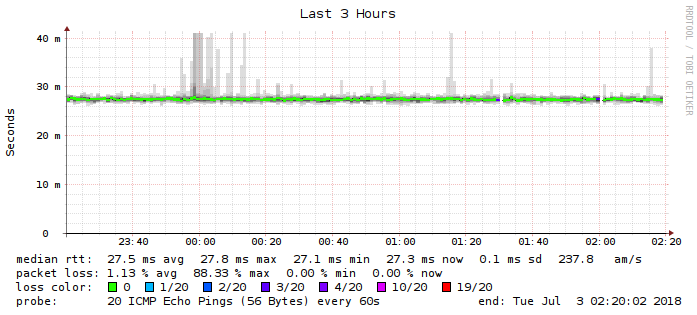 Last 3 Hours
RRDTOOL / TOBI OETIKER
Seconds
40 m
30 m
20 m
10 m
0
23:40 00:00 00:20 00:40 01:00 01:20 01:40 02:00 02:20
median rtt: 27.5 ms avg 27.8 ms max 27.1 ms min 27.3 ms now 0.1 ms sd 237.8 am/s
packet loss: 1.13 % avg 88.33 % max 0.00 % min 0.00 % now
loss color: 0 1/20 2/20 3/20 4/20 10/20 19/20
probe: 20 ICMP Echo Pings (56 Bytes) every 60s end: Tue Jul 3 02:20:02 2018